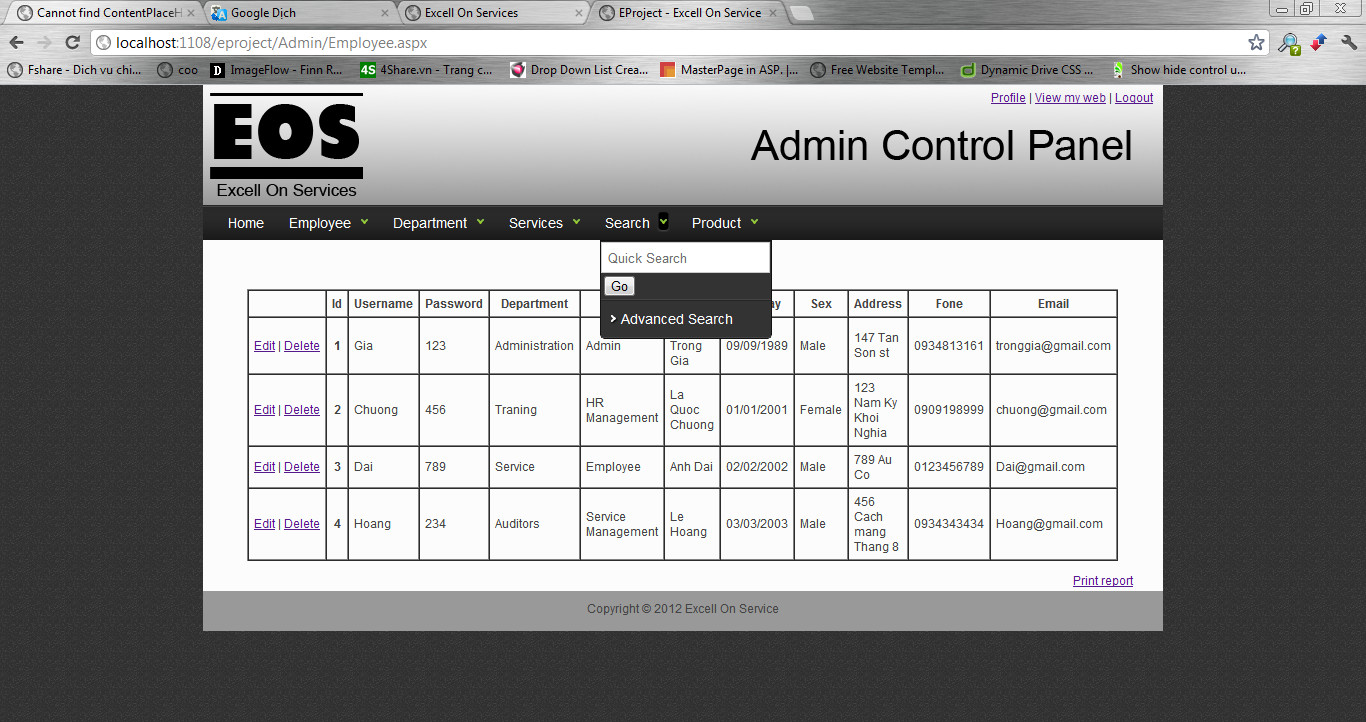 Cannot find ContentPlaceH
Google Dịch
Excell On Services
EProject - Excell On Service
localhost:1108/eproject/Admin/Employee.aspx
Fshare - Dich vu chi...
coo
ImageFlow - Finn R...
4Share.vn - Trang c...
Drop Down List Crea...
MasterPage in ASP. |...
Free Website Templ...
Dynamic Drive CSS ...
Show hide control u...
Profile | View my web | Logout
EOS
Excell On Services
Admin Control Panel
Home Employee Department Services Search Product
Quick Search
Go
Advanced Search
Id Username Password Department Sex Address Fone Email
Edit | Delete 1 Gia 123 Administration Admin Trong Gia 09/09/1989 Male 147 Tan Son st 0934813161 tronggia@gmail.com
Edit | Delete 2 Chuong 456 Traning HR Management La Quoc Chuong 01/01/2001 Female 123 Nam Ky Khoi Nghia 0909198999 chuong@gmail.com
Edit | Delete 3 Dai 789 Service Employee Anh Dai 02/02/2002 Male 789 Au Co 0123456789 Dai@gmail.com
Edit | Delete 4 Hoang 234 Auditors Service Management Le Hoang 03/03/2003 Male 456 Cach mang Thang 8 0934343434 Hoang@gmail.com
Print report
Copyright © 2012 Excell On Service